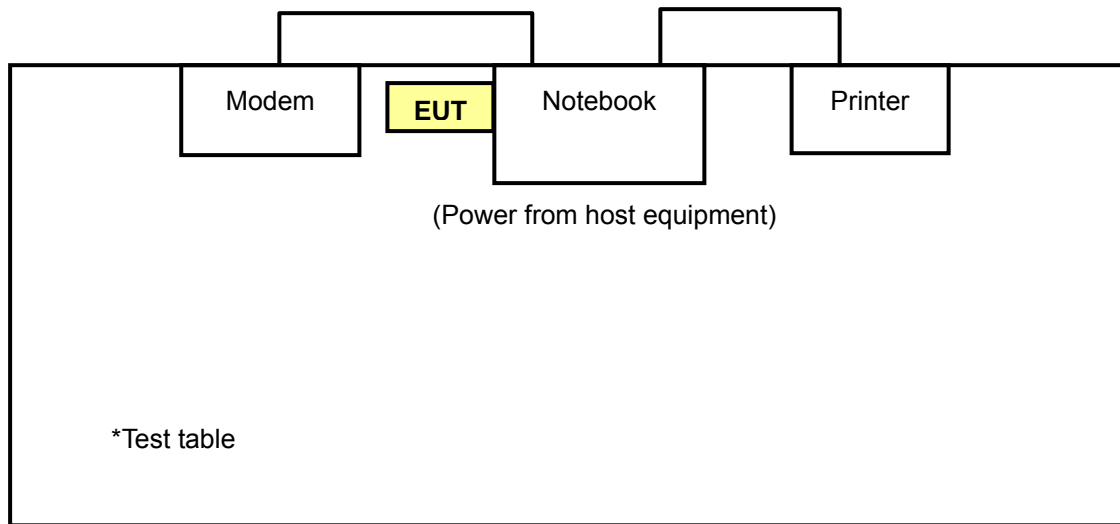 Modem
EUT
Notebook
Printer
(Power from host equipment)
*Test table